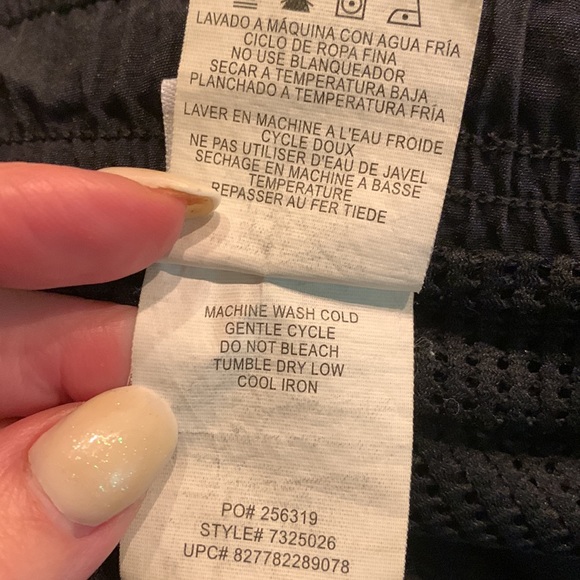 LAVADO A MÁQUINA CON AGUA FRÍA
CICLO DE ROPA FINA
NO USE BLANQUEADOR
SECAR A TEMPERATURA BAJA
PLANCHADO A TEMPERATURA FRÍA
LAVER EN MACHINE A L'EAU FROIDE
CYCLE DOUX
NE PAS UTILISER D'EAU DE JAVEL
SECHAGE EN MACHINE A BASSE
TEMPERATURE
REPASSER AU FER TIEDE
MACHINE WASH COLD
GENTLE CYCLE
DO NOT BLEACH
TUMBLE DRY LOW
COOL IRON
PO# 256319
STYLE# 7325026
UPC# 827782289078